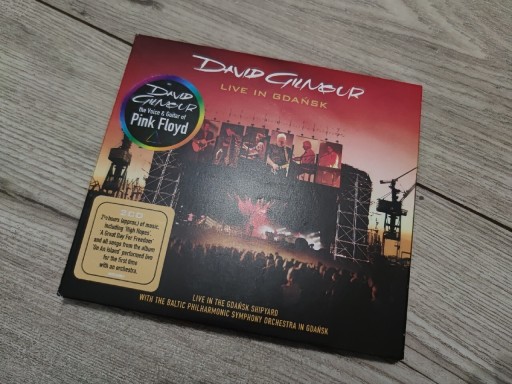 DAVID GILMOUR
LIVE IN GDAŃSK
DAVID
GILMOUR
the Voice & Guitar of
Pink Floyd
2½ hours (approx.) of music.
Including 'High Hopes'
'A Great Day For Freedom'
and all songs from the album
'On An Island' performed live
for the first time
with an orchestra.
LIVE IN THE GDAŃSK SHIPYARD
WITH THE BALTIC PHILHARMONIC SYMPHONY ORCHESTRA IN GDAŃSK